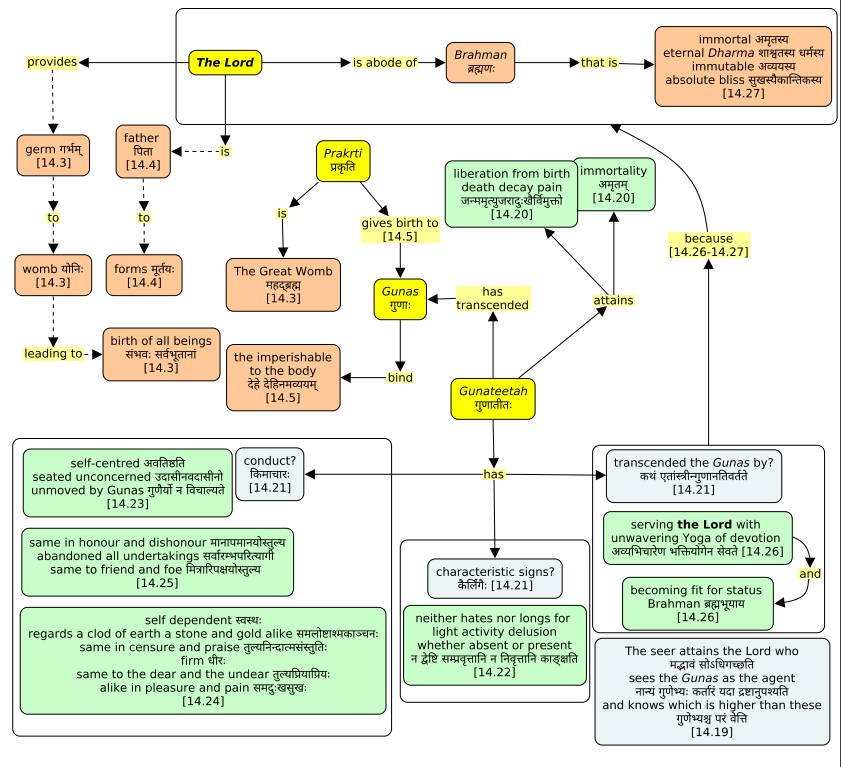 provides
The Lord
is abode of
Brahman
ब्रह्मणः
that is
immortal अमृतस्य
eternal Dharma शाश्वतस्य धर्मस्य
immutable अव्ययस्य
absolute bliss सुखस्यैकान्तिकस्य
[14.27]
germ गर्भम्
[14.3]
father
पिता
[14.4]
is
Prakrti
प्रकृति
liberation from birth
death decay pain
जन्ममृत्युजरादुःखैर्विमुक्तो
[14.20]
immortality
अमृतम्
[14.20]
to
to
is
gives birth to
[14.5]
because
[14.26-14.27]
womb योनिः
[14.3]
forms मूर्तयः
[14.4]
The Great Womb
महद्ब्रह्म
[14.3]
Gunas
गुणाः
has
transcended
attains
leading to
birth of all beings
संभवः सर्वभूतानां
[14.3]
the imperishable
to the body
देहे देहिनमव्ययम्
[14.5]
bind
Gunateetah
गुणातीतः
self-centred अवतिष्ठति
seated unconcerned उदासीनवदासीनो
unmoved by Gunas गुणैर्यो न विचाल्यते
[14.23]
conduct?
किमाचारः
[14.21]
has
transcended the Gunas by?
कथं एतांस्त्रीन्गुणानतिवर्तते
[14.21]
serving the Lord with
unwavering Yoga of devotion
अव्यभिचारेण भक्तियोगेन सेवते [14.26]
and
becoming fit for status
Brahman ब्रह्मभूयाय
[14.26]
same in honour and dishonour मानापमानयोस्तुल्य
abandoned all undertakings सर्वारम्भपरित्यागी
same to friend and foe मित्रारिपक्षयोस्तुल्य
[14.25]
characteristic signs?
कैर्लिंगैः [14.21]
neither hates nor longs for
light activity delusion
whether absent or present
न द्वेष्टि सम्प्रवृत्तानि न निवृत्तानि काङ्क्षति
[14.22]
self dependent स्वस्थः
regards a clod of earth a stone and gold alike समलोष्टाश्मकाञ्चनः
same in censure and praise तुल्यनिन्दात्मसंस्तुतिः
firm धीरः
same to the dear and the undear तुल्यप्रियाप्रियः
alike in pleasure and pain समदुःखसुखः
[14.24]
The seer attains the Lord who
मद्भावं सोऽधिगच्छति
sees the Gunas as the agent
नान्यं गुणेभ्यः कर्तारं यदा द्रष्टानुपश्यति
and knows which is higher than these
गुणेभ्यश्च परं वेत्ति
[14.19]